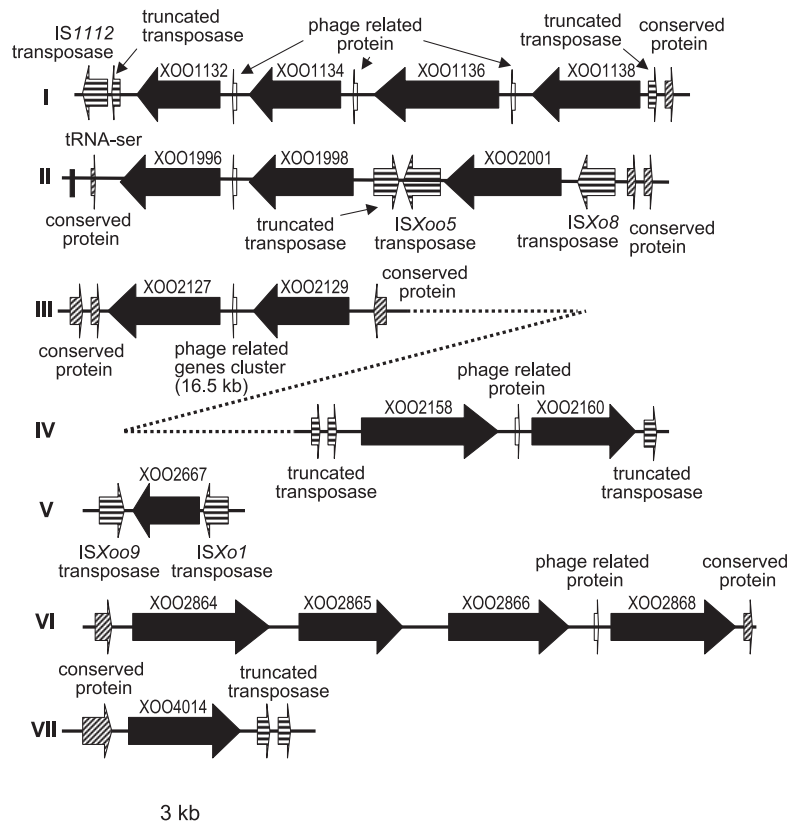 IS1112
transposase
truncated
transposase
phage related
protein
truncated
transposase
conserved
protein
XOO1132
XOO1134
XOO1136
XOO1138
I
tRNA-ser
XOO1996
XOO1998
XOO2001
II
conserved
protein
truncated
transposase
ISXoo5
transposase
ISXo8
transposase
conserved
protein
conserved
protein
XOO2127
XOO2129
III
conserved
protein
phage related
genes cluster
(16.5 kb)
phage related
protein
XOO2158
XOO2160
IV
truncated
transposase
truncated
transposase
XOO2667
V
ISXoo9
transposase
ISXo1
transposase
phage related
protein
conserved
protein
XOO2864
XOO2865
XOO2866
XOO2868
VI
conserved
protein
truncated
transposase
XOO4014
VII
3 kb